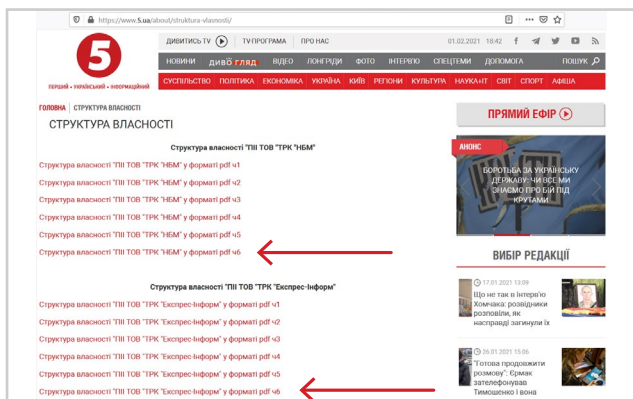 https://www.5.ua/about/struktura-vlasnosti/
ДИВИТИСЬ TV
TV-ПРОГРАМА
ПРО НАС
01.02.2021 18:42
5
ПЕРШИЙ • УКРАЇНСЬКИЙ • ІНФОРМАЦІЙНИЙ
НОВИНИ ДИВОГЛЯД ВІДЕО ЛОНГРІДИ ФОТО ІНТЕРВ'Ю СПЕЦТЕМИ ДОПОМОГА ПОШУК
СУСПІЛЬСТВО ПОЛІТИКА ЕКОНОМІКА УКРАЇНА КИЇВ РЕГІОНИ КУЛЬТУРА НАУКА+IT СВІТ СПОРТ АФІША
ГОЛОВНА СТРУКТУРА ВЛАСНОСТІ
СТРУКТУРА ВЛАСНОСТІ
Структура власності "ПІІ ТОВ "ТРК "НБМ"
Структура власності "ПІІ ТОВ "ТРК "НБМ" у форматі pdf ч1
Структура власності "ПІІ ТОВ "ТРК "НБМ" у форматі pdf ч2
Структура власності "ПІІ ТОВ "ТРК "НБМ" у форматі pdf ч3
Структура власності "ПІІ ТОВ "ТРК "НБМ" у форматі pdf ч4
Структура власності "ПІІ ТОВ "ТРК "НБМ" у форматі pdf ч5
Структура власності "ПІІ ТОВ "ТРК "НБМ" у форматі pdf ч6
Структура власності "ПІІ ТОВ "ТРК "Експрес-Інформ"
Структура власності "ПІІ ТОВ "ТРК "Експрес-Інформ" у форматі pdf ч1
Структура власності "ПІІ ТОВ "ТРК "Експрес-Інформ" у форматі pdf ч2
Структура власності "ПІІ ТОВ "ТРК "Експрес-Інформ" у форматі pdf ч3
Структура власності "ПІІ ТОВ "ТРК "Експрес-Інформ" у форматі pdf ч4
Структура власності "ПІІ ТОВ "ТРК "Експрес-Інформ" у форматі pdf ч5
Структура власності "ПІІ ТОВ "ТРК "Експрес-Інформ" у форматі pdf ч6
ПРЯМИЙ ЕФІР
АНОНС
БОРОТЬБА ЗА УКРАЇНСЬКУ
ДЕРЖАВУ: ЧИ ВСЕ МИ
ЗНАЄМО ПРО БІЙ ПІД
КРУТАМИ
ВИБІР РЕДАКЦІЇ
17.01.2021 13:09
Що не так в інтерв'ю
Хомчака: розвідники
розповіли, як
насправді загинули їх
26.01.2021 15:06
"Готова продовжити
розмову": Єрмак
зателефонував
Тимошенко і вона